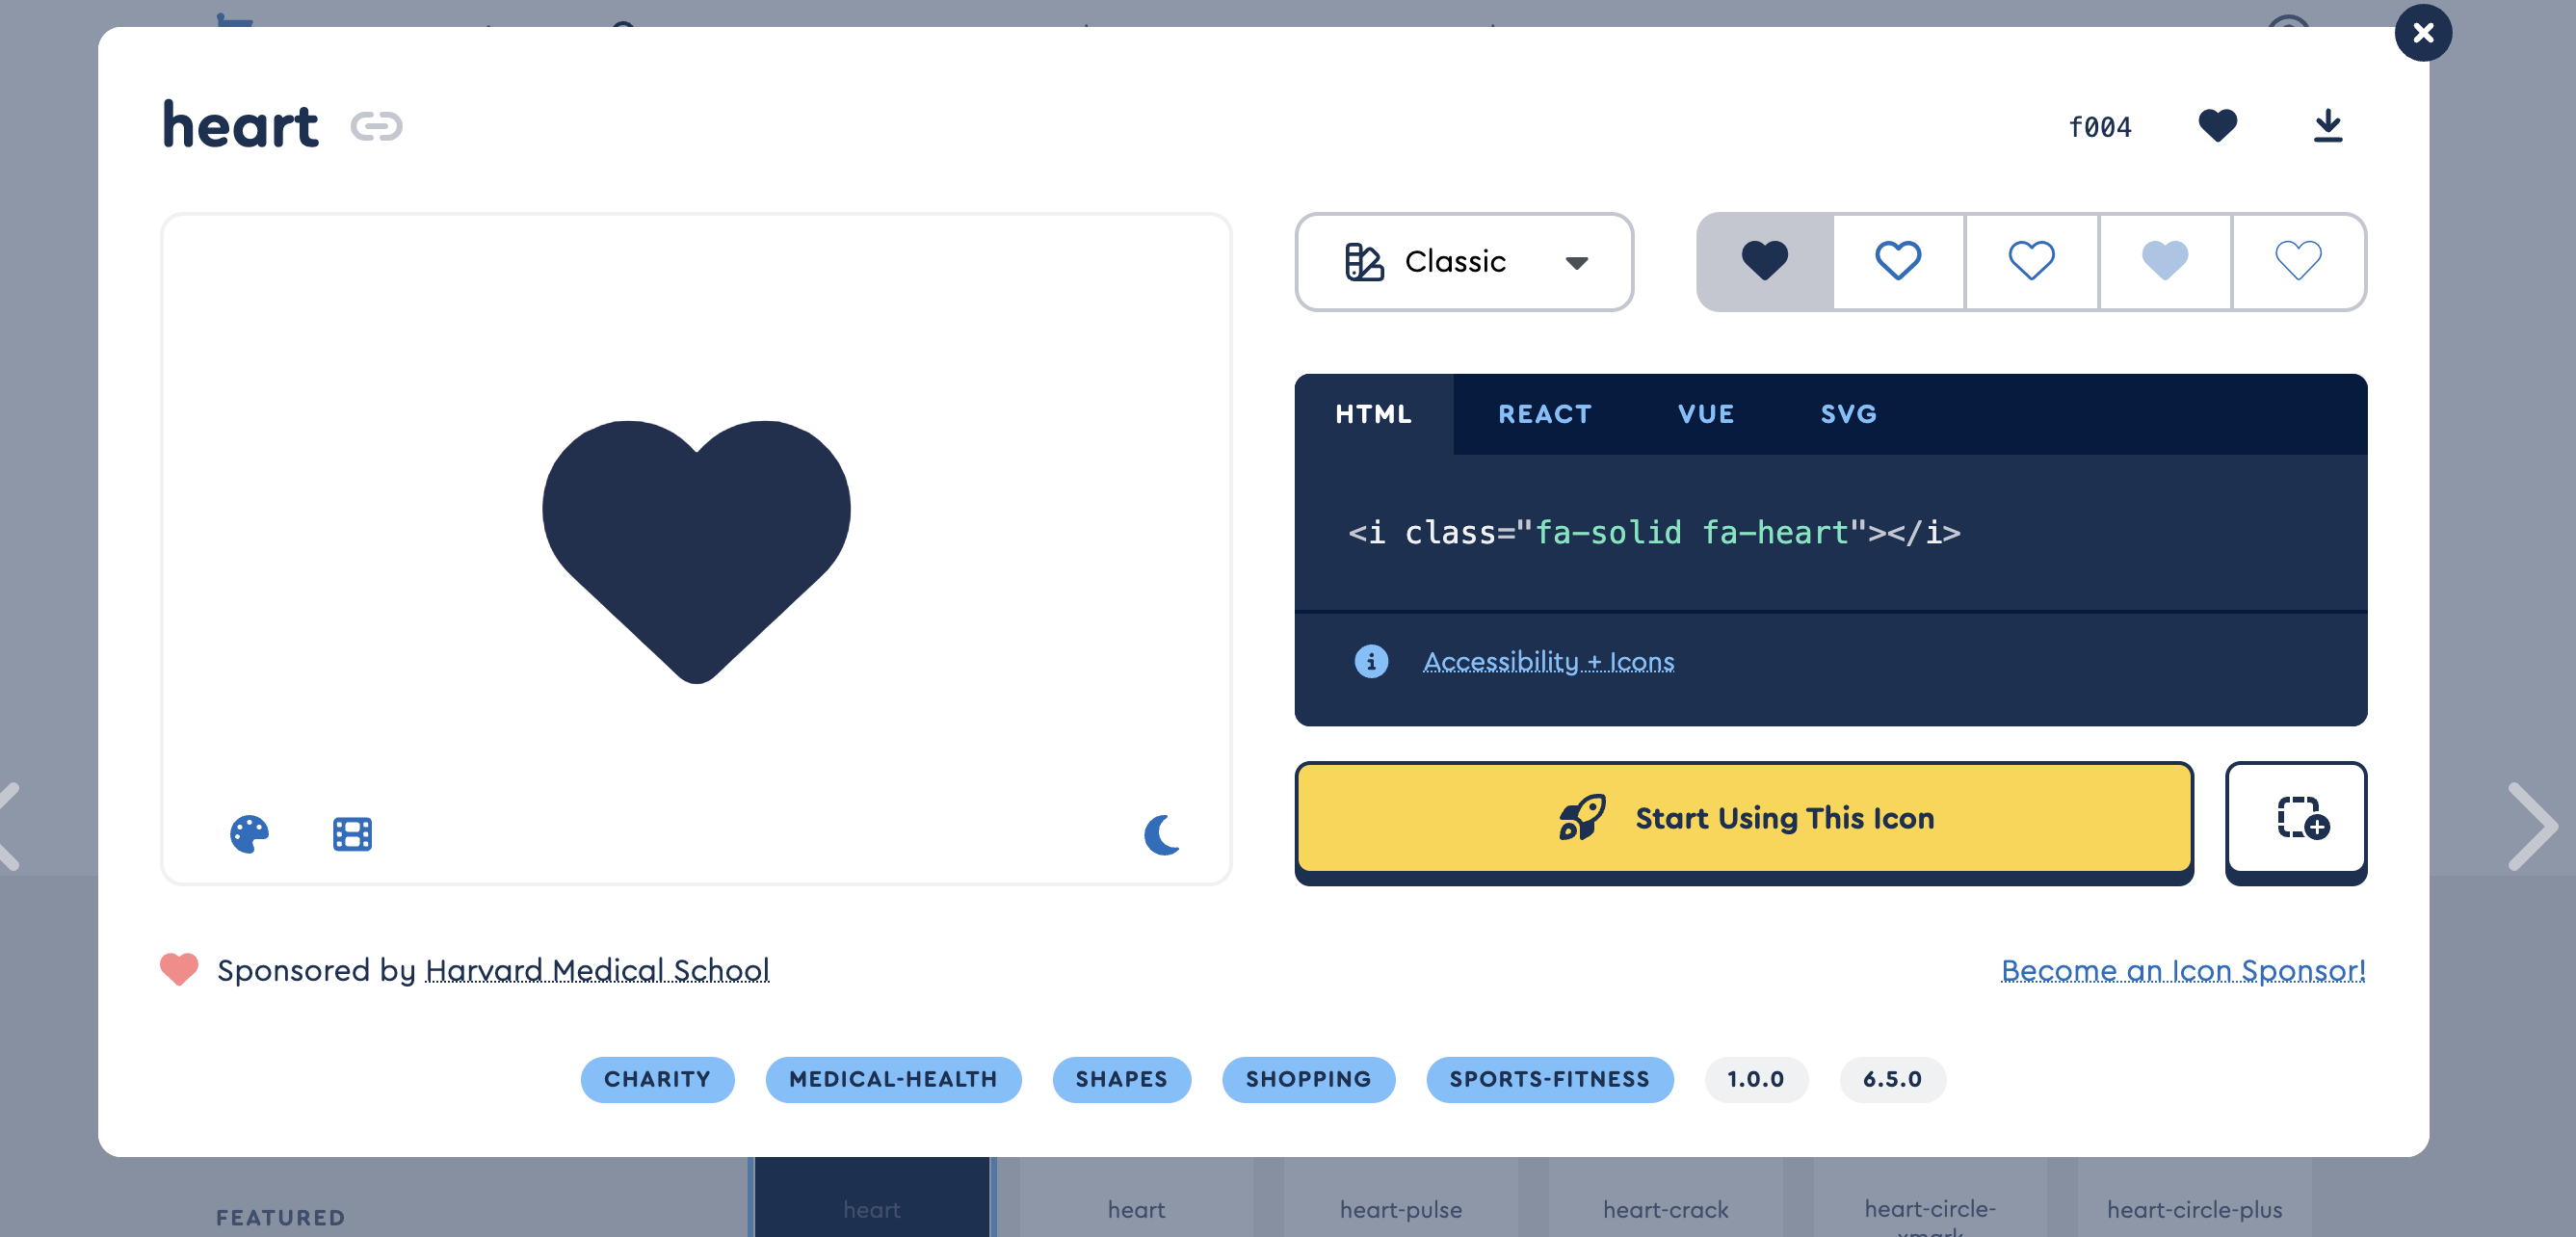 heart
f004
Classic
HTML REACT VUE SVG
<i class="fa-solid fa-heart"></i>
Accessibility + Icons
Start Using This Icon
Sponsored by Harvard Medical School
Become an Icon Sponsor!
CHARITY MEDICAL-HEALTH SHAPES SHOPPING SPORTS-FITNESS 1.0.0 6.5.0
FEATURED
heart heart heart-pulse heart-crack heart-circle- heart-circle-plus
xmark